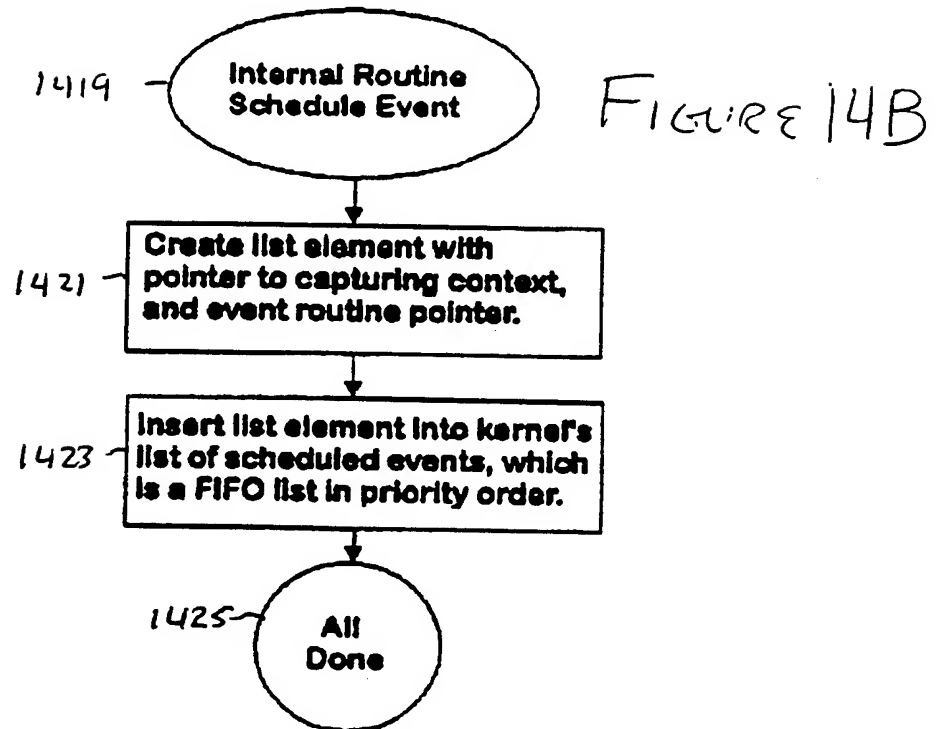 1419
Internal Routine
Schedule Event
FIGURE 14B
1421
Create list element with
pointer to capturing context,
and event routine pointer.
1423
Insert list element into kernel's
list of scheduled events, which
is a FIFO list in priority order.
1425
All
Done